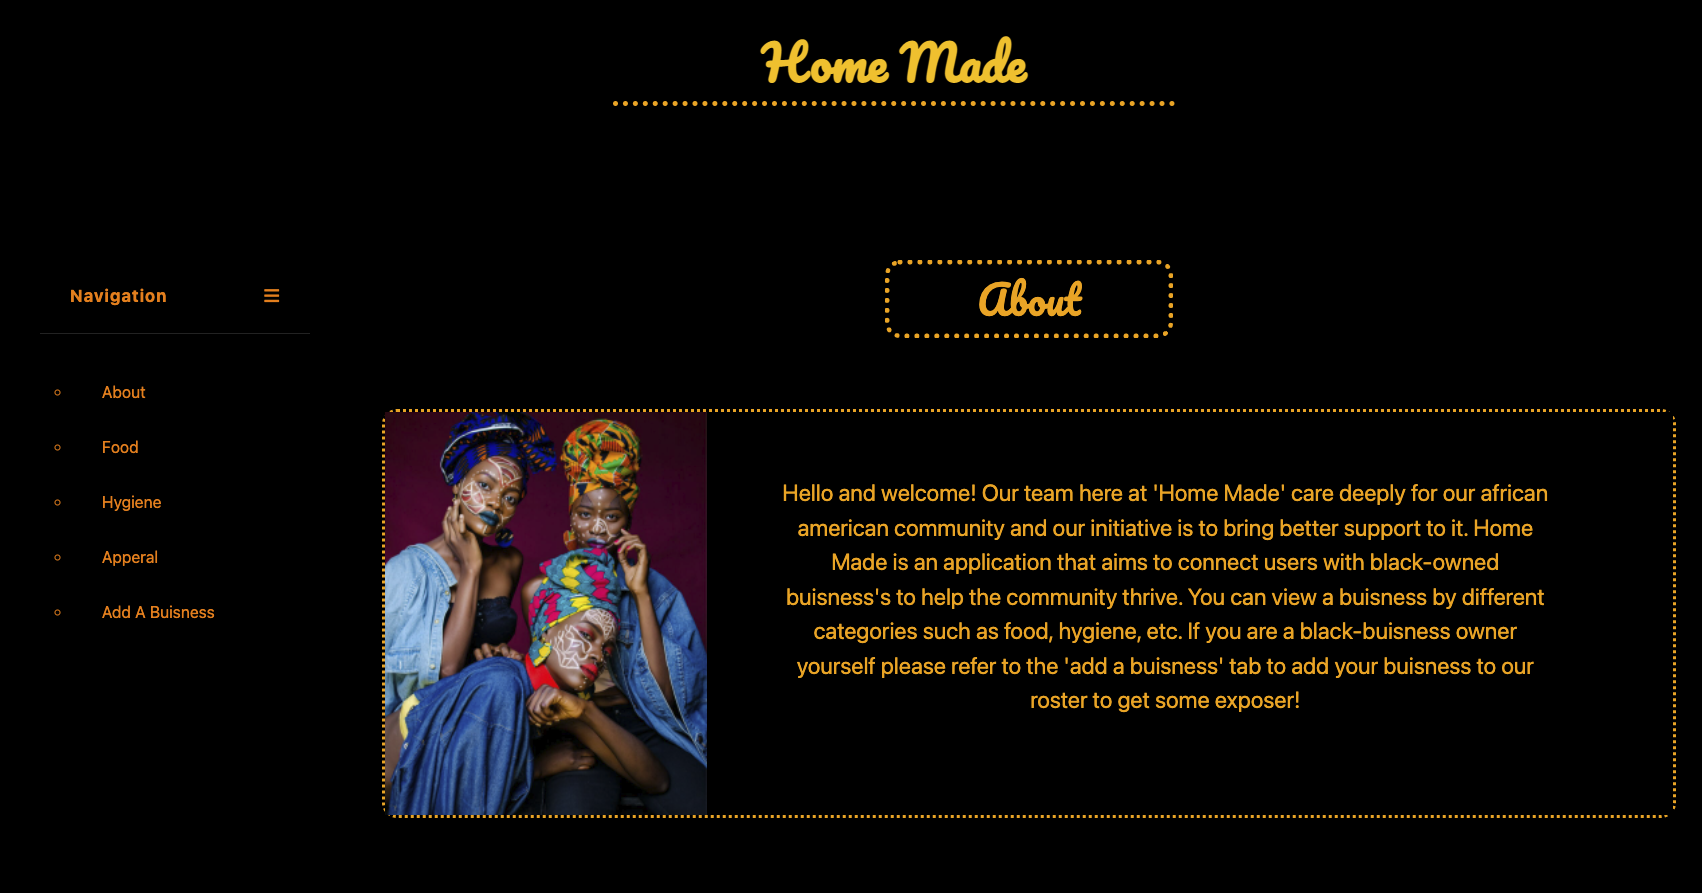 Home Made
Navigation
About
Food
Hygiene
Apperal
Add A Buisness
About
Hello and welcome! Our team here at 'Home Made' care deeply for our african
american community and our initiative is to bring better support to it. Home
Made is an application that aims to connect users with black-owned
buisness's to help the community thrive. You can view a buisness by different
categories such as food, hygiene, etc. If you are a black-buisness owner
yourself please refer to the 'add a buisness' tab to add your buisness to our
roster to get some exposer!